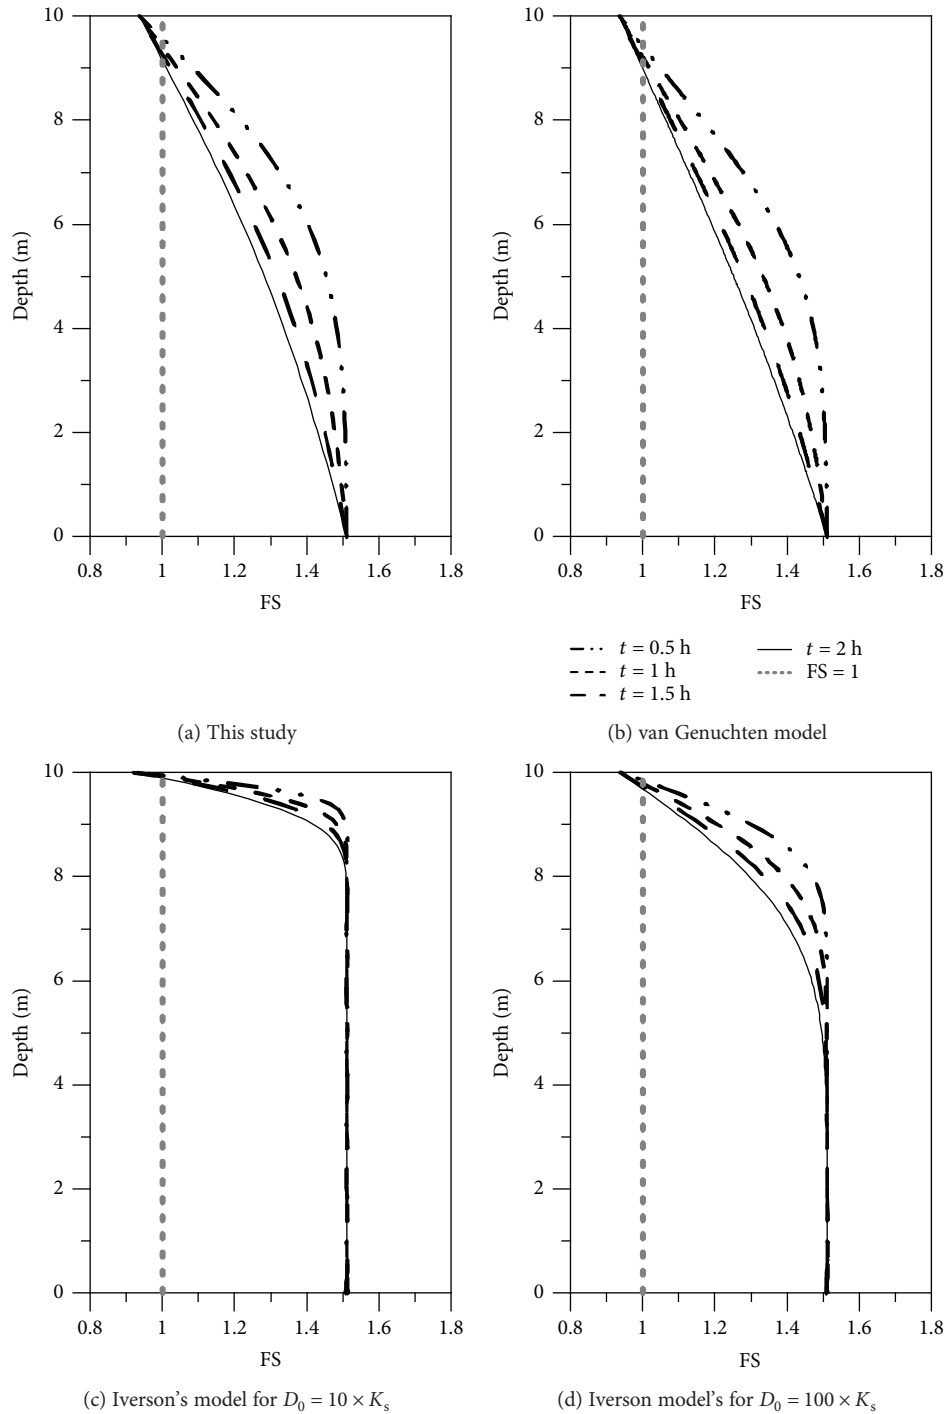 10
8
6
4
2
0
Depth (m)
0.8 1 1.2 1.4 1.6 1.8
FS
10
8
6
4
2
0
Depth (m)
0.8 1 1.2 1.4 1.6 1.8
FS
t = 0.5 h
t = 1 h
t = 1.5 h
t = 2 h
FS = 1
(a) This study
(b) van Genuchten model
10
8
6
4
2
0
Depth (m)
0.8 1 1.2 1.4 1.6 1.8
FS
10
8
6
4
2
0
Depth (m)
0.8 1 1.2 1.4 1.6 1.8
FS
(c) Iverson's model for D₀ = 10 × Kₛ
(d) Iverson model's for D₀ = 100 × Kₛ